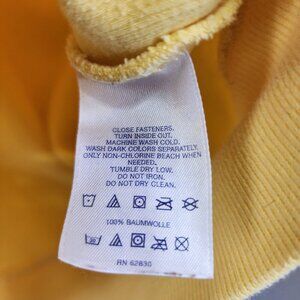 CLOSE FASTENERS.
TURN INSIDE OUT.
MACHINE WASH COLD.
WASH DARK COLORS SEPARATELY.
ONLY NON-CHLORINE BEACH WHEN
NEEDED.
TUMBLE DRY LOW.
DO NOT IRON.
DO NOT DRY CLEAN.
100% BAUMWOLLE
RN 62830